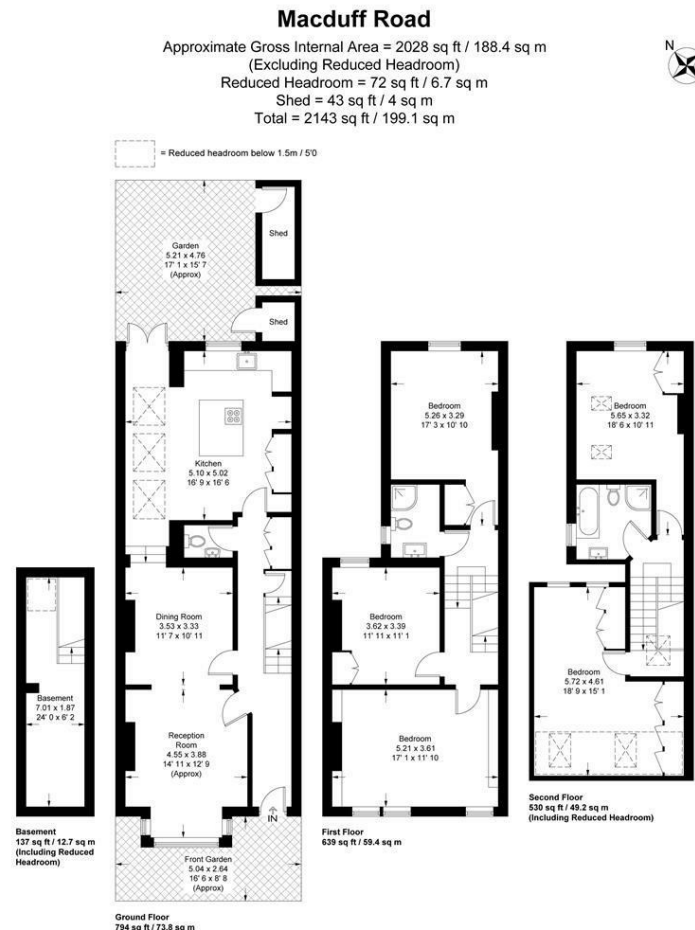 Macduff Road
Approximate Gross Internal Area = 2028 sq ft / 188.4 sq m
(Excluding Reduced Headroom)
Reduced Headroom = 72 sq ft / 6.7 sq m
Shed = 43 sq ft / 4 sq m
Total = 2143 sq ft / 199.1 sq m
N
= Reduced headroom below 1.5m / 5'0
Shed
Garden
5.21 x 4.76
17' 1 x 15' 7
(Approx)
Shed
Kitchen
5.10 x 5.02
16' 9 x 16' 6
Dining Room
3.53 x 3.33
11' 7 x 10' 11
Reception
Room
4.55 x 3.88
14' 11 x 12' 9
(Approx)
IN
Front Garden
5.04 x 2.64
16' 6 x 8' 8
(Approx)
Ground Floor
794 sq ft / 73.8 sq m
Basement
7.01 x 1.87
24' 0 x 6' 2
Basement
137 sq ft / 12.7 sq m
(Including Reduced
Headroom)
Bedroom
5.26 x 3.29
17' 3 x 10' 10
Bedroom
3.62 x 3.39
11' 11 x 11' 1
Bedroom
5.21 x 3.61
17' 1 x 11' 10
First Floor
639 sq ft / 59.4 sq m
Bedroom
5.65 x 3.32
18' 6 x 10' 11
Bedroom
5.72 x 4.61
18' 9 x 15' 1
Second Floor
530 sq ft / 49.2 sq m
(Including Reduced Headroom)